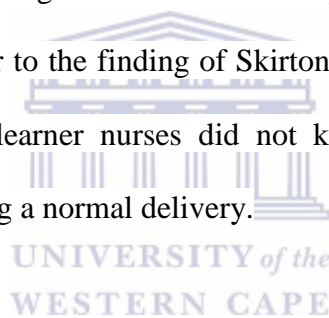 r to the finding of Skirton
learner nurses did not k
g a normal delivery.
UNIVERSITY of the
WESTERN CAPE